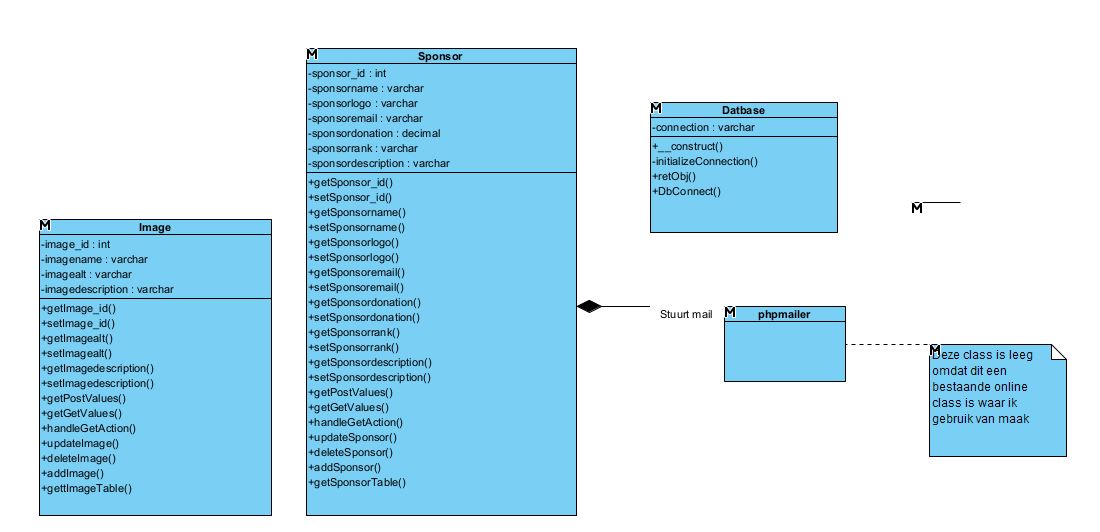 Sponsor
-sponsor_id : int
-sponsorname : varchar
-sponsorlogo : varchar
-sponsoremail : varchar
-sponsordonation : decimal
-sponsorrank : varchar
-sponsordescription : varchar
+getSponsor_id()
+setSponsor_id()
+getSponsorname()
+setSponsorname()
+getSponsorlogo()
+setSponsorlogo()
+getSponsoremail()
+setSponsoremail()
+getSponsordonation()
+setSponsordonation()
+getSponsorrank()
+setSponsorrank()
+getSponsordescription()
+setSponsordescription()
+getPostValues()
+getGetValues()
+handleGetAction()
+updateSponsor()
+deleteSponsor()
+addSponsor()
+getSponsorTable()
Datbase
-connection : varchar
+__construct()
-initializeConnection()
+retObj()
+DbConnect()
Image
-image_id : int
-imagename : varchar
-imagealt : varchar
-imagedescription : varchar
+getImage_id()
+setImage_id()
+getImagealt()
+setImagealt()
+getImagedescription()
+setImagedescription()
+getPostValues()
+getGetValues()
+handleGetAction()
+updateImage()
+deleteImage()
+addImage()
+gettImageTable()
Stuurt mail
phpmailer
Deze class is leeg
omdat dit een
bestaande online
class is waar ik
gebruik van maak
M
M
M
M
M
M